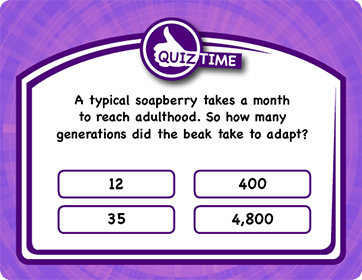 QUIZ TIME
A typical soapberry takes a month
to reach adulthood. So how many
generations did the beak take to adapt?
12
400
35
4,800